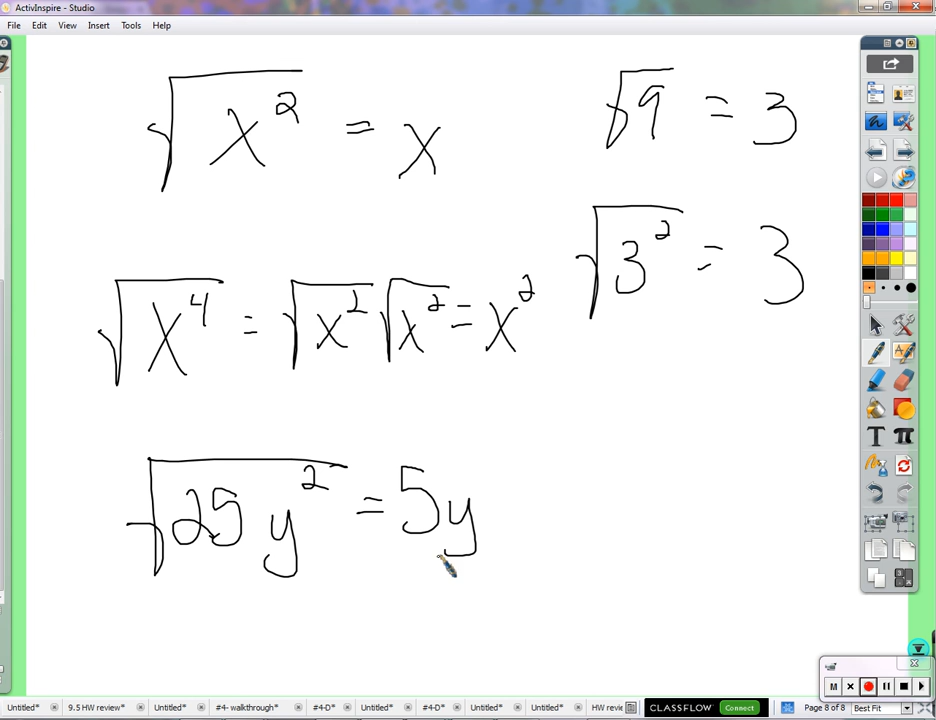 ActivInspire - Studio
File Edit View Insert Tools Help
√x² = x
√9 = 3
√3² = 3
√x⁴ = √x² √x² = x²
√25y² = 5y
M
Untitled* 9.5 HW review* Untitled* #4- walkthrough* #4-D* Untitled* #4-D* Untitled* Untitled* HW revie CLASSFLOW Connect Page 8 of 8 Best Fit